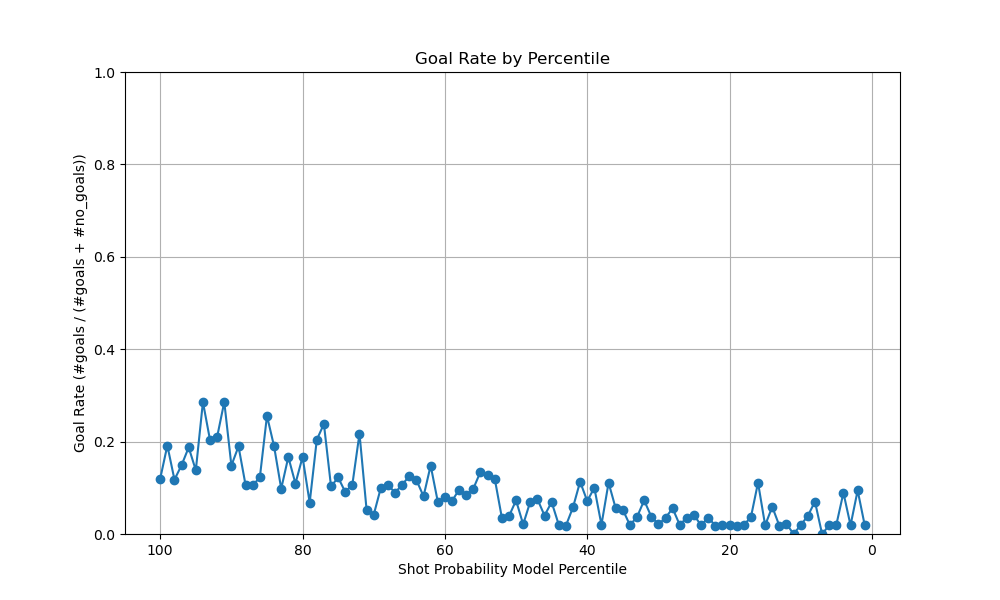 Goal Rate by Percentile
Goal Rate (#goals / (#goals + #no_goals))
1.0
0.8
0.6
0.4
0.2
0.0
100 80 60 40 20 0
Shot Probability Model Percentile